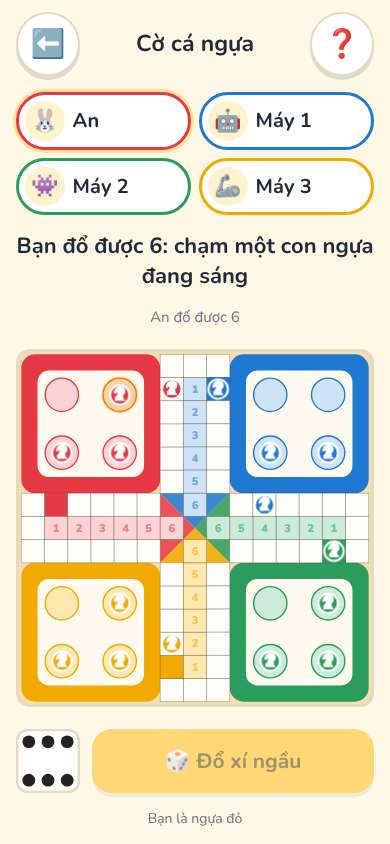 Cờ cá ngựa
An
Máy 1
Máy 2
Máy 3
Bạn đổ được 6: chạm một con ngựa
đang sáng
An đổ được 6
1
2
3
4
5
6
1 2 3 4 5 6 6 5 4 3 2 1
6
5
4
3
2
1
Đổ xí ngầu
Bạn là ngựa đỏ